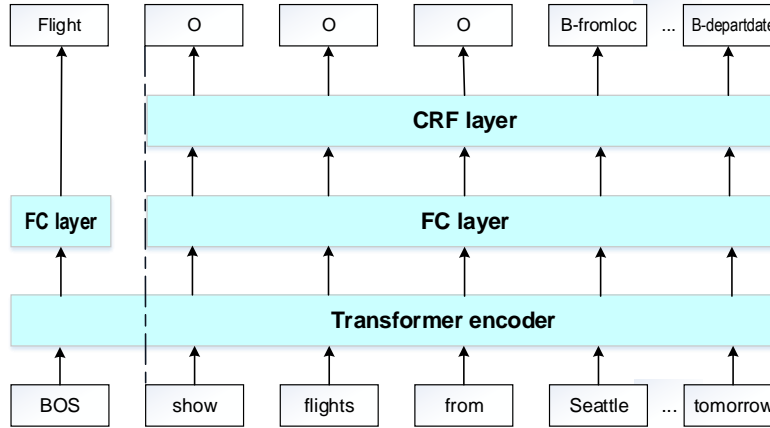 Flight O O O B-fromloc ... B-departdate
CRF layer
FC layer FC layer
Transformer encoder
BOS show flights from Seattle ... tomorrow